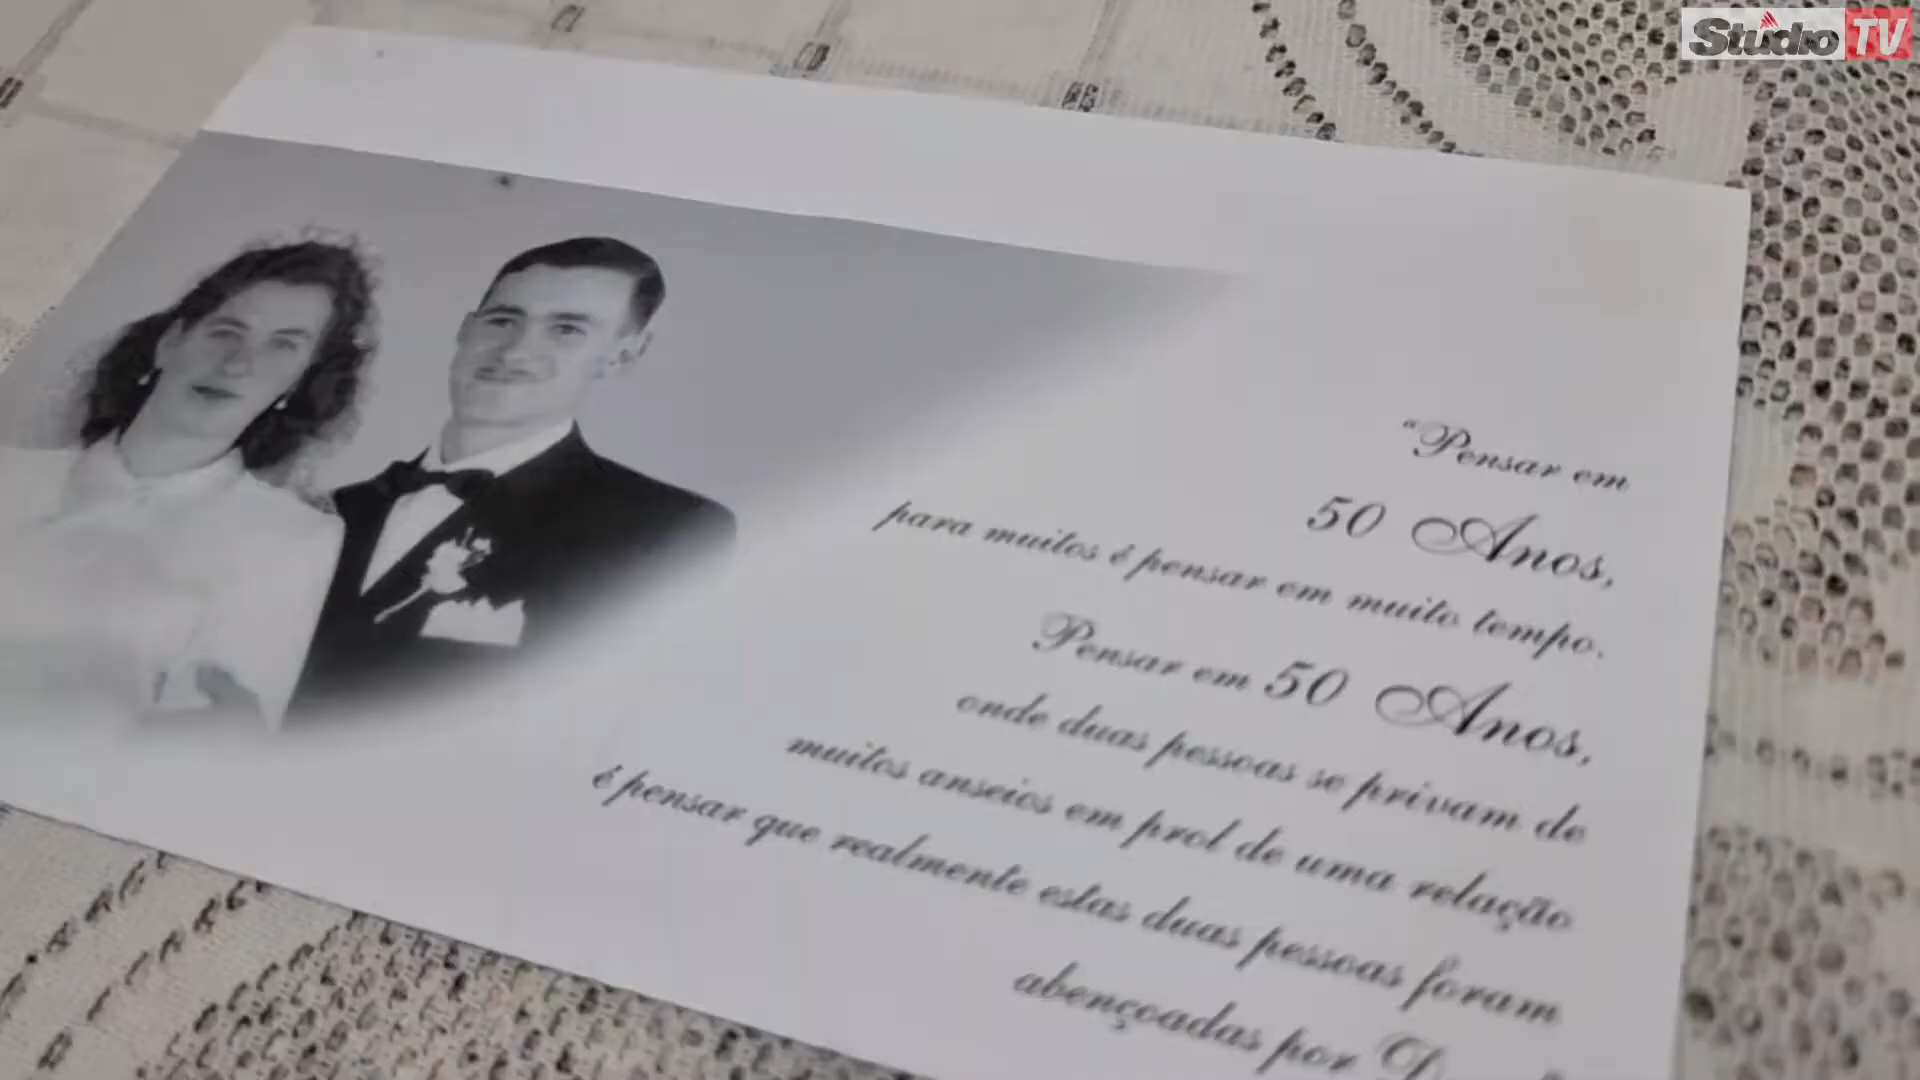 Stúdio TV
"Pensar em
50 Anos,
para muitos é pensar em muito tempo.
Pensar em 50 Anos,
onde duas pessoas se privam de
muitos anseios em prol de uma relação
é pensar que realmente estas duas pessoas foram
abençoadas por